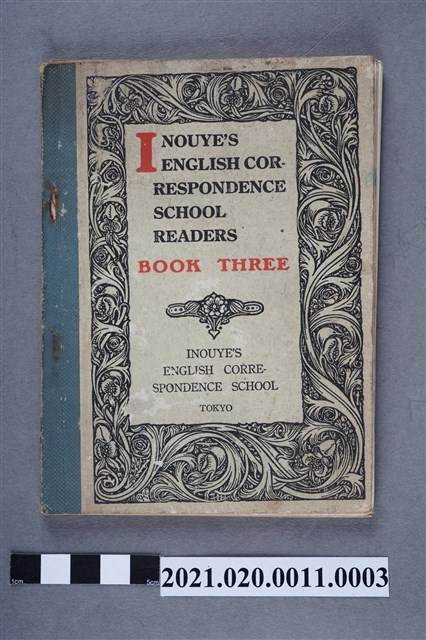 INOUYE'S
ENGLISH COR-
RESPONDENCE
SCHOOL
READERS
BOOK THREE
INOUYE'S
ENGLISH CORRE-
SPONDENCE SCHOOL
TOKYO
1cm
5cm
2021.020.0011.0003